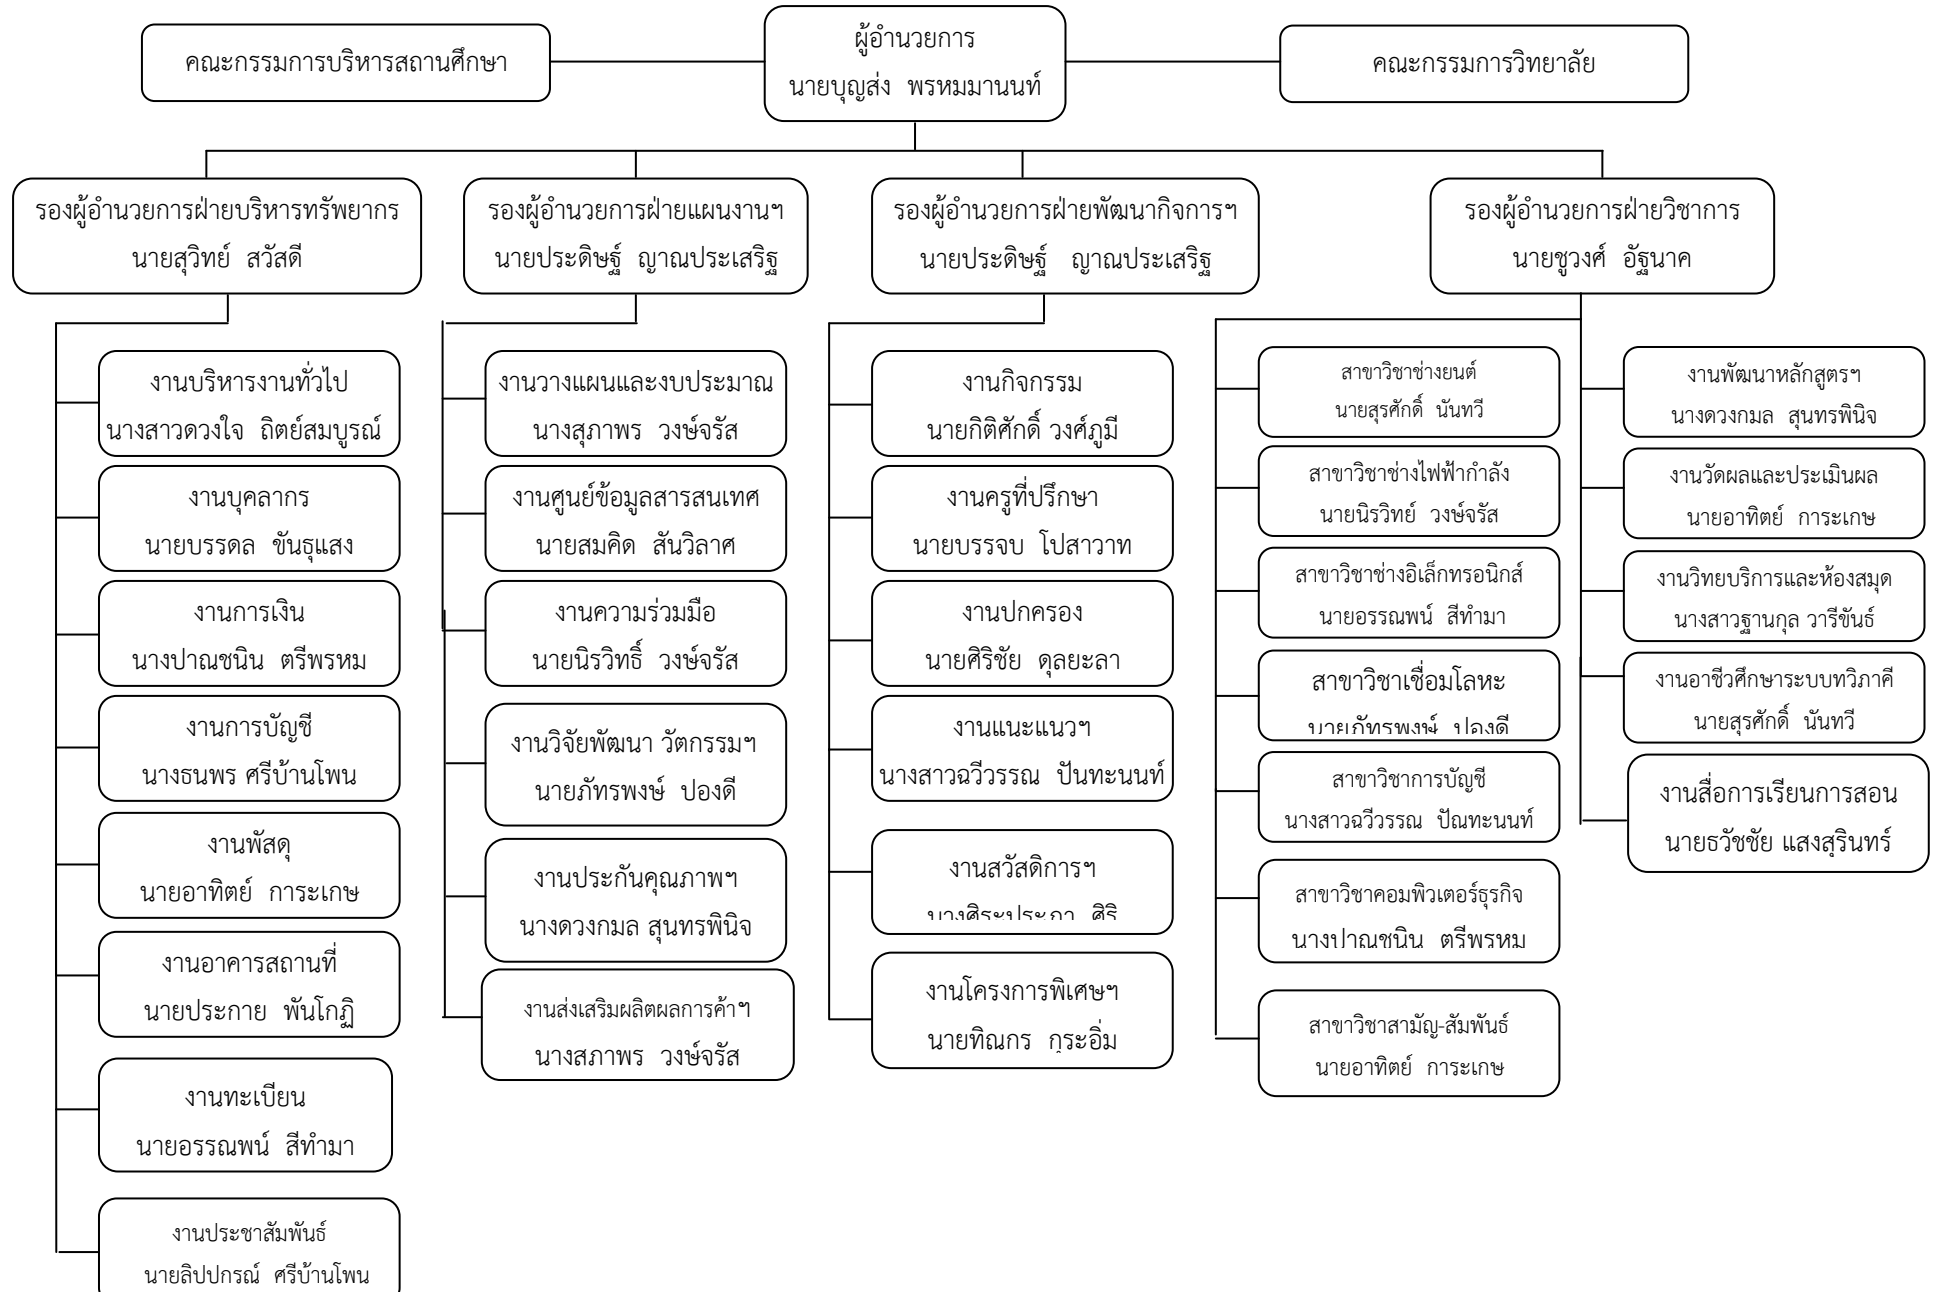 คณะกรรมการบริหารสถานศึกษา
ผู้อำนวยการ
นายบุญส่ง พรหมมานนท์
คณะกรรมการวิทยาลัย
รองผู้อำนวยการฝ่ายบริหารทรัพยากร
นายสุวิทย์ สวัสดี
รองผู้อำนวยการฝ่ายแผนงานฯ
นายประดิษฐ์ ญาณประเสริฐ
รองผู้อำนวยการฝ่ายพัฒนากิจการฯ
นายประดิษฐ์ ญาณประเสริฐ
รองผู้อำนวยการฝ่ายวิชาการ
นายชูวงศ์ อัฐนาค
งานบริหารงานทั่วไป
นางสาวดวงใจ ถิตย์สมบูรณ์
งานบุคลากร
นายบรรดล ขันธุแสง
งานการเงิน
นางปาณชนิน ตรีพรหม
งานการบัญชี
นางธนพร ศรีบ้านโพน
งานพัสดุ
นายอาทิตย์ การะเกษ
งานอาคารสถานที่
นายประกาย พันโกฏิ
งานทะเบียน
นายอรรณพน์ สีทำมา
งานประชาสัมพันธ์
นายลิปปกรณ์ ศรีบ้านโพน
งานวางแผนและงบประมาณ
นางสุภาพร วงษ์จรัส
งานศูนย์ข้อมูลสารสนเทศ
นายสมคิด สันวิลาศ
งานความร่วมมือ
นายนิรวิทธิ์ วงษ์จรัส
งานวิจัยพัฒนา วัตกรรมฯ
นายภัทรพงษ์ ปองดี
งานประกันคุณภาพฯ
นางดวงกมล สุนทรพินิจ
งานส่งเสริมผลิตผลการค้าฯ
นางสภาพร วงษ์จรัส
งานกิจกรรม
นายกิติศักดิ์ วงศ์ภูมี
งานครูที่ปรึกษา
นายบรรจบ โปสาวาท
งานปกครอง
นายศิริชัย ดุลยะลา
งานแนะแนวฯ
นางสาวฉวีวรรณ ปันทะนนท์
งานสวัสดิการฯ
นางศิระประภา ศิริ
งานโครงการพิเศษฯ
นายทิณกร กุระอิ่ม
สาขาวิชาช่างยนต์
นายสุรศักดิ์ นันทวี
สาขาวิชาช่างไฟฟ้ากำลัง
นายนิรวิทย์ วงษ์จรัส
สาขาวิชาช่างอิเล็กทรอนิกส์
นายอรรณพน์ สีทำมา
สาขาวิชาเชื่อมโลหะ
นายภัทรพงษ์ ปองดี
สาขาวิชาการบัญชี
นางสาวฉวีวรรณ ปัณทะนนท์
สาขาวิชาคอมพิวเตอร์ธุรกิจ
นางปาณชนิน ตรีพรหม
สาขาวิชาสามัญ-สัมพันธ์
นายอาทิตย์ การะเกษ
งานพัฒนาหลักสูตรฯ
นางดวงกมล สุนทรพินิจ
งานวัดผลและประเมินผล
นายอาทิตย์ การะเกษ
งานวิทยบริการและห้องสมุด
นางสาวฐานกุล วารีขันธ์
งานอาชีวศึกษาระบบทวิภาคี
นายสุรศักดิ์ นันทวี
งานสื่อการเรียนการสอน
นายธวัชชัย แสงสุรินทร์